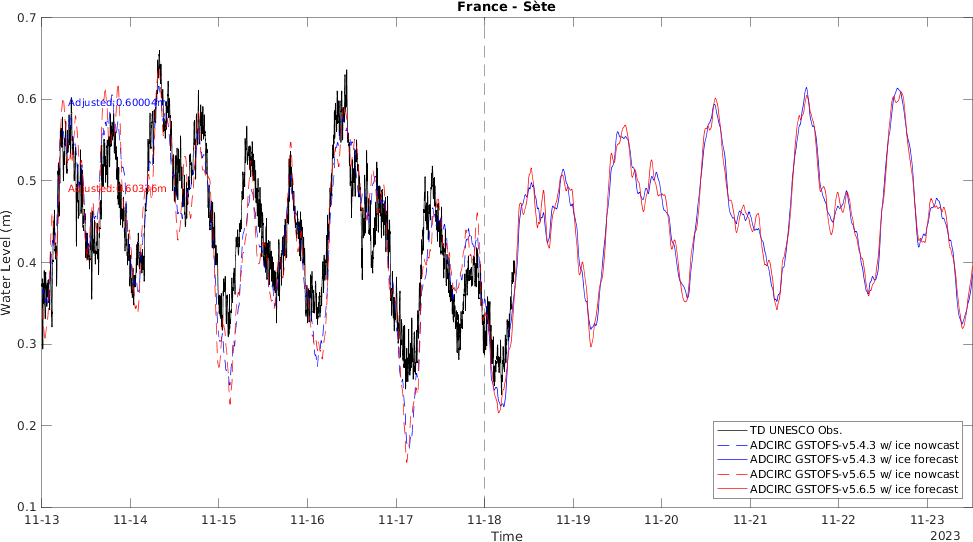 France - Sète
0.7
0.6
0.5
0.4
0.3
0.2
0.1
Water Level (m)
Adjusted: 0.60004m
Adjusted: 0.60336m
TD UNESCO Obs.
ADCIRC GSTOFS-v5.4.3 w/ ice nowcast
ADCIRC GSTOFS-v5.4.3 w/ ice forecast
ADCIRC GSTOFS-v5.6.5 w/ ice nowcast
ADCIRC GSTOFS-v5.6.5 w/ ice forecast
11-13 11-14 11-15 11-16 11-17 11-18 11-19 11-20 11-21 11-22 11-23
Time
2023